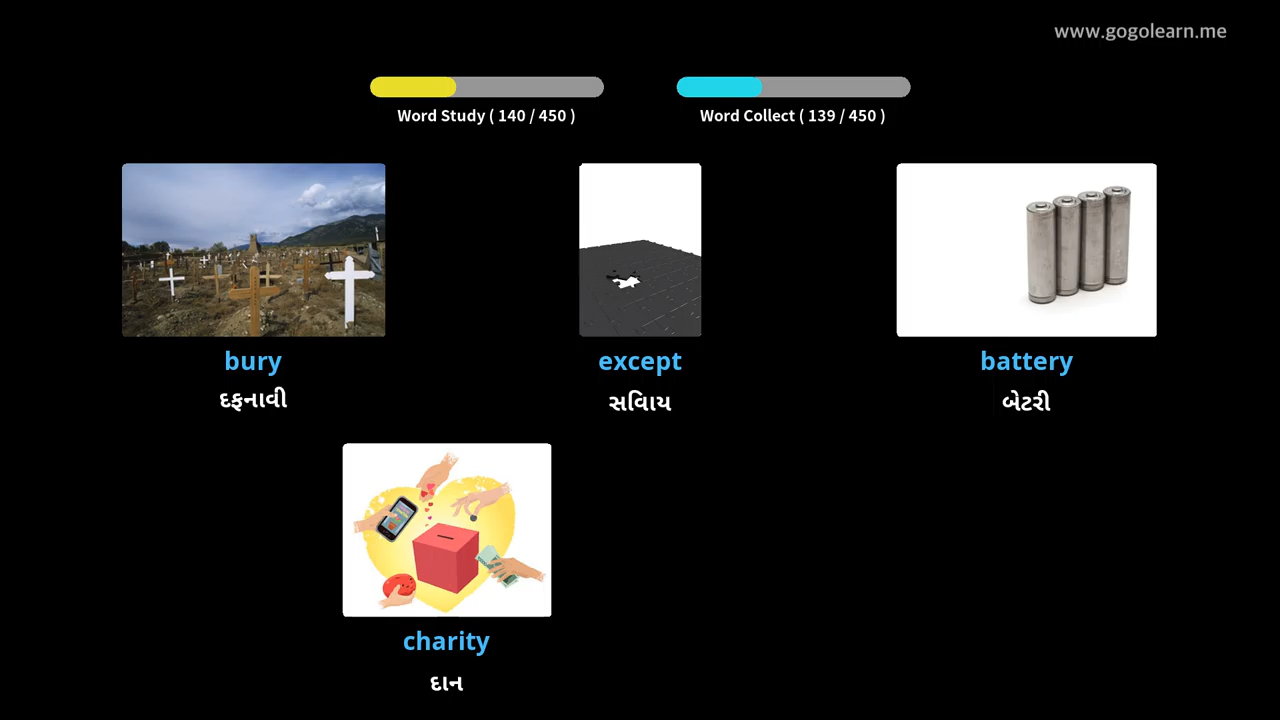 www.gogolearn.me
Word Study ( 140 / 450 )
Word Collect ( 139 / 450 )
bury
દફનાવી
except
સિવાય
battery
બેટરી
charity
દાન